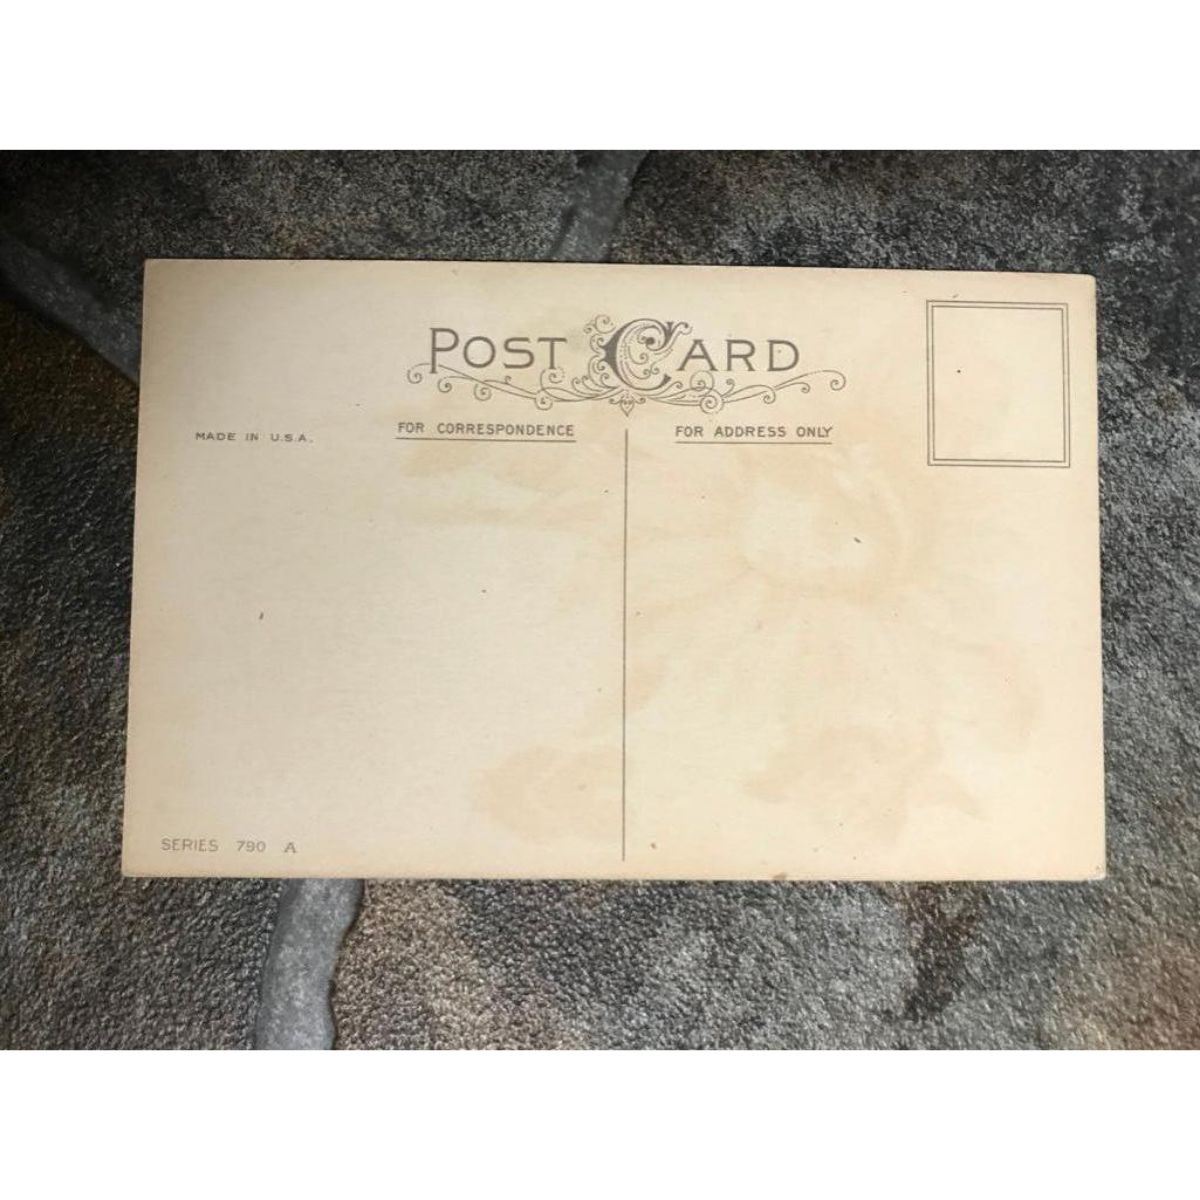 POST CARD
FOR CORRESPONDENCE
FOR ADDRESS ONLY
MADE IN U.S.A.
SERIES 790 A